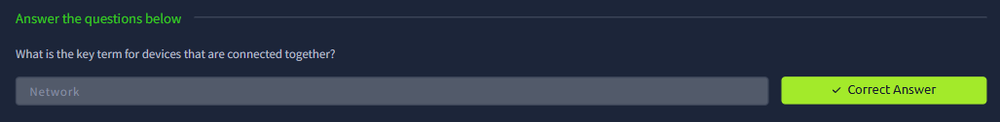 Answer the questions below
What is the key term for devices that are connected together?
Network
✓ Correct Answer